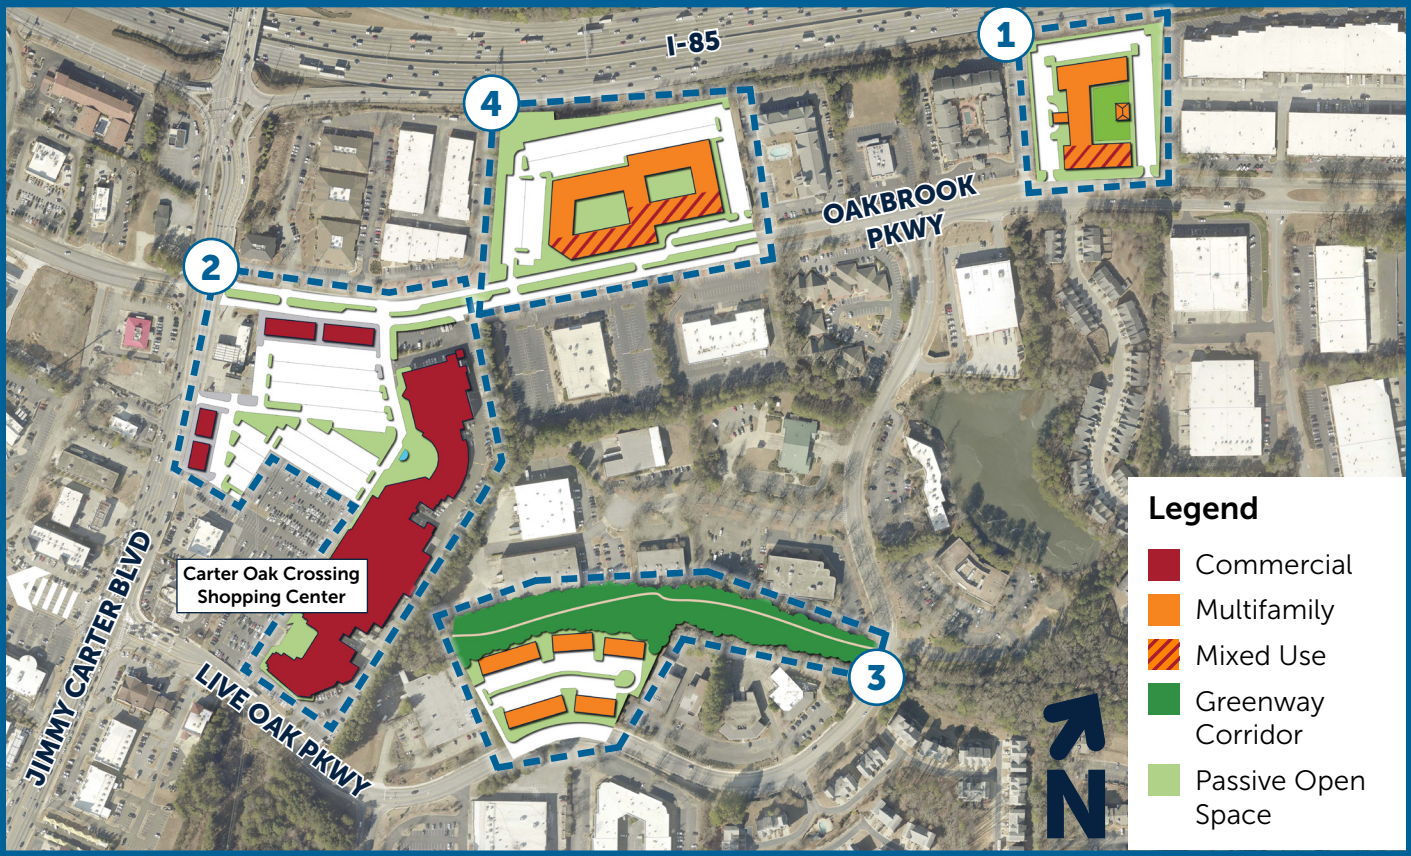 I-85
1
4
OAKBROOK
PKWY
2
Carter Oak Crossing
Shopping Center
JIMMY CARTER BLVD
LIVE OAK PKWY
3
N
Legend
Commercial
Multifamily
Mixed Use
Greenway
Corridor
Passive Open
Space